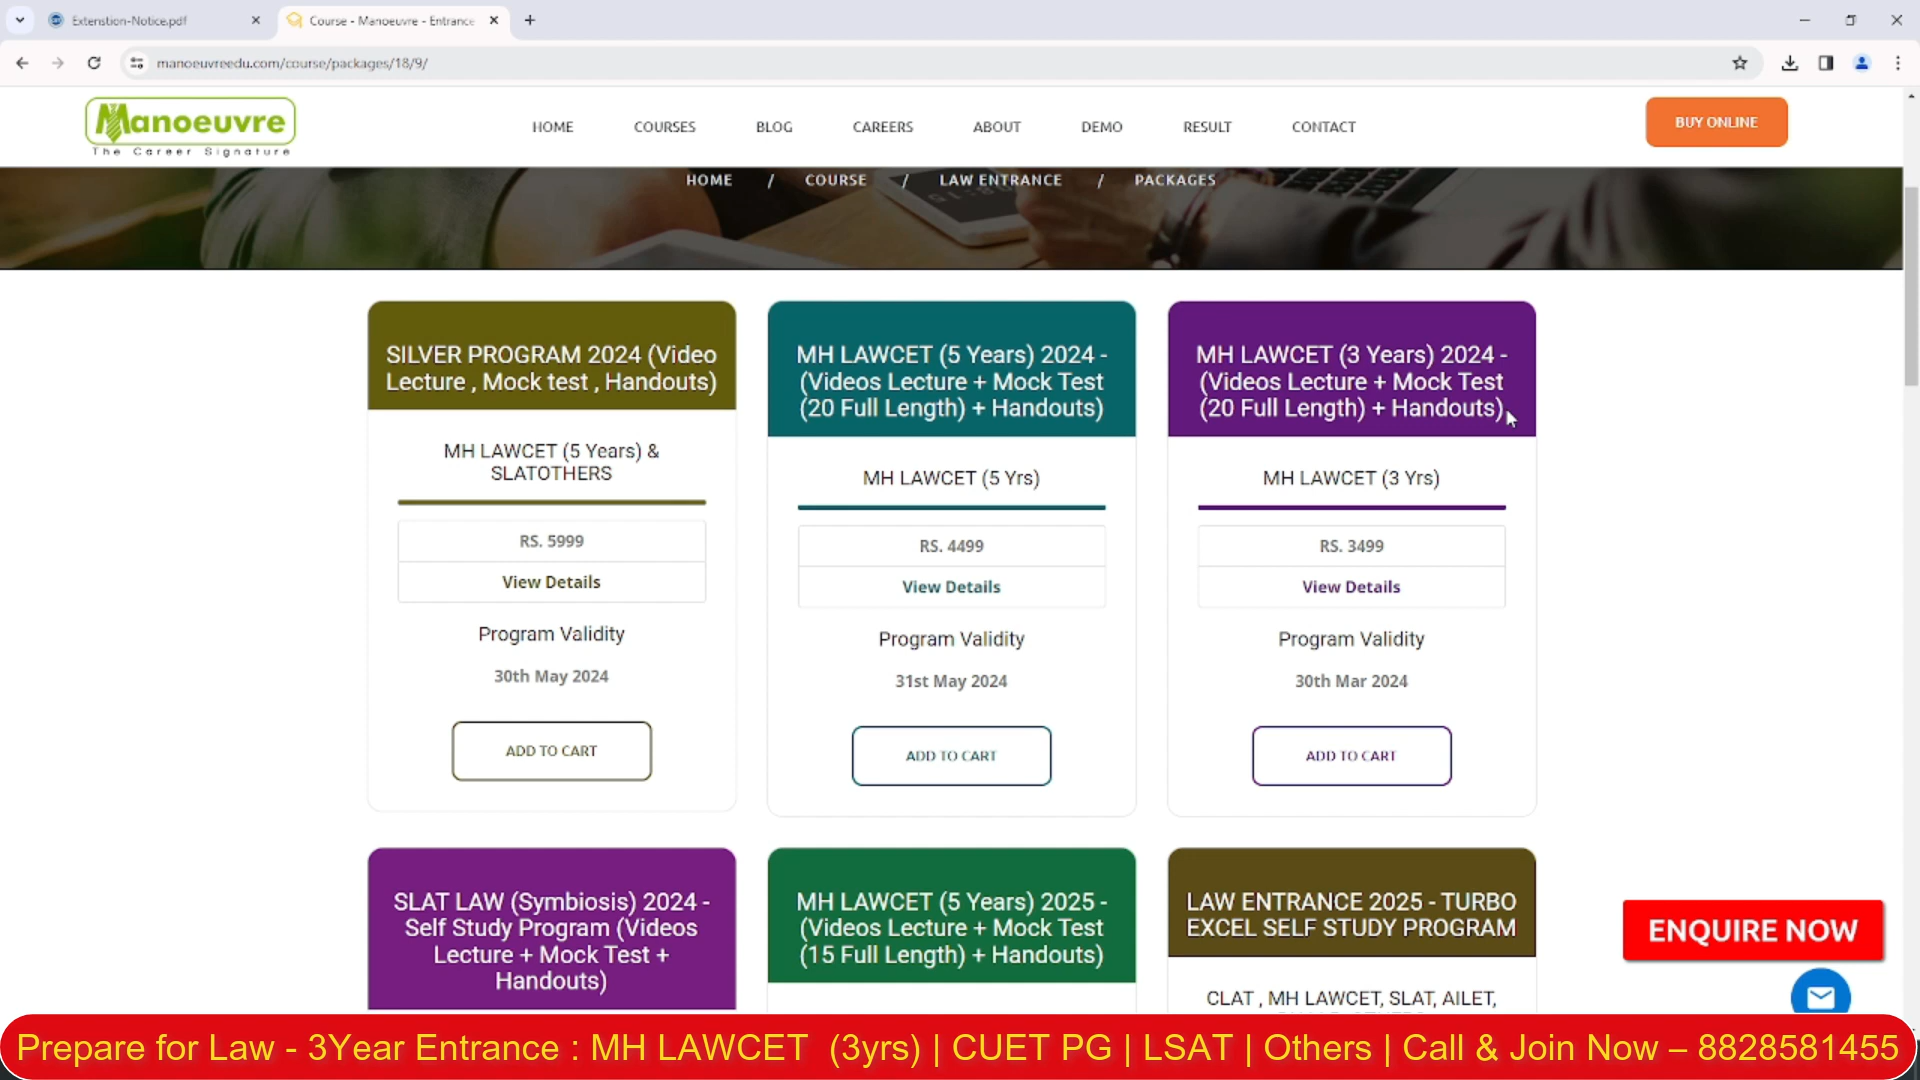 Extenstion-Notice.pdf
Course - Manoeuvre - Entrance
manoeuvreedu.com/course/packages/18/9/
Manoeuvre
The Career Signature
HOME
COURSES
BLOG
CAREERS
ABOUT
DEMO
RESULT
CONTACT
BUY ONLINE
HOME / COURSE / LAW ENTRANCE / PACKAGES
SILVER PROGRAM 2024 (Video
Lecture , Mock test , Handouts)
MH LAWCET (5 Years) &
SLATOTHERS
RS. 5999
View Details
Program Validity
30th May 2024
ADD TO CART
MH LAWCET (5 Years) 2024 -
(Videos Lecture + Mock Test
(20 Full Length) + Handouts)
MH LAWCET (5 Yrs)
RS. 4499
View Details
Program Validity
31st May 2024
ADD TO CART
MH LAWCET (3 Years) 2024 -
(Videos Lecture + Mock Test
(20 Full Length) + Handouts)
MH LAWCET (3 Yrs)
RS. 3499
View Details
Program Validity
30th Mar 2024
ADD TO CART
SLAT LAW (Symbiosis) 2024 -
Self Study Program (Videos
Lecture + Mock Test +
Handouts)
MH LAWCET (5 Years) 2025 -
(Videos Lecture + Mock Test
(15 Full Length) + Handouts)
LAW ENTRANCE 2025 - TURBO
EXCEL SELF STUDY PROGRAM
CLAT , MH LAWCET, SLAT, AILET,
ENQUIRE NOW
Prepare for Law - 3Year Entrance : MH LAWCET (3yrs) | CUET PG | LSAT | Others | Call & Join Now – 8828581455